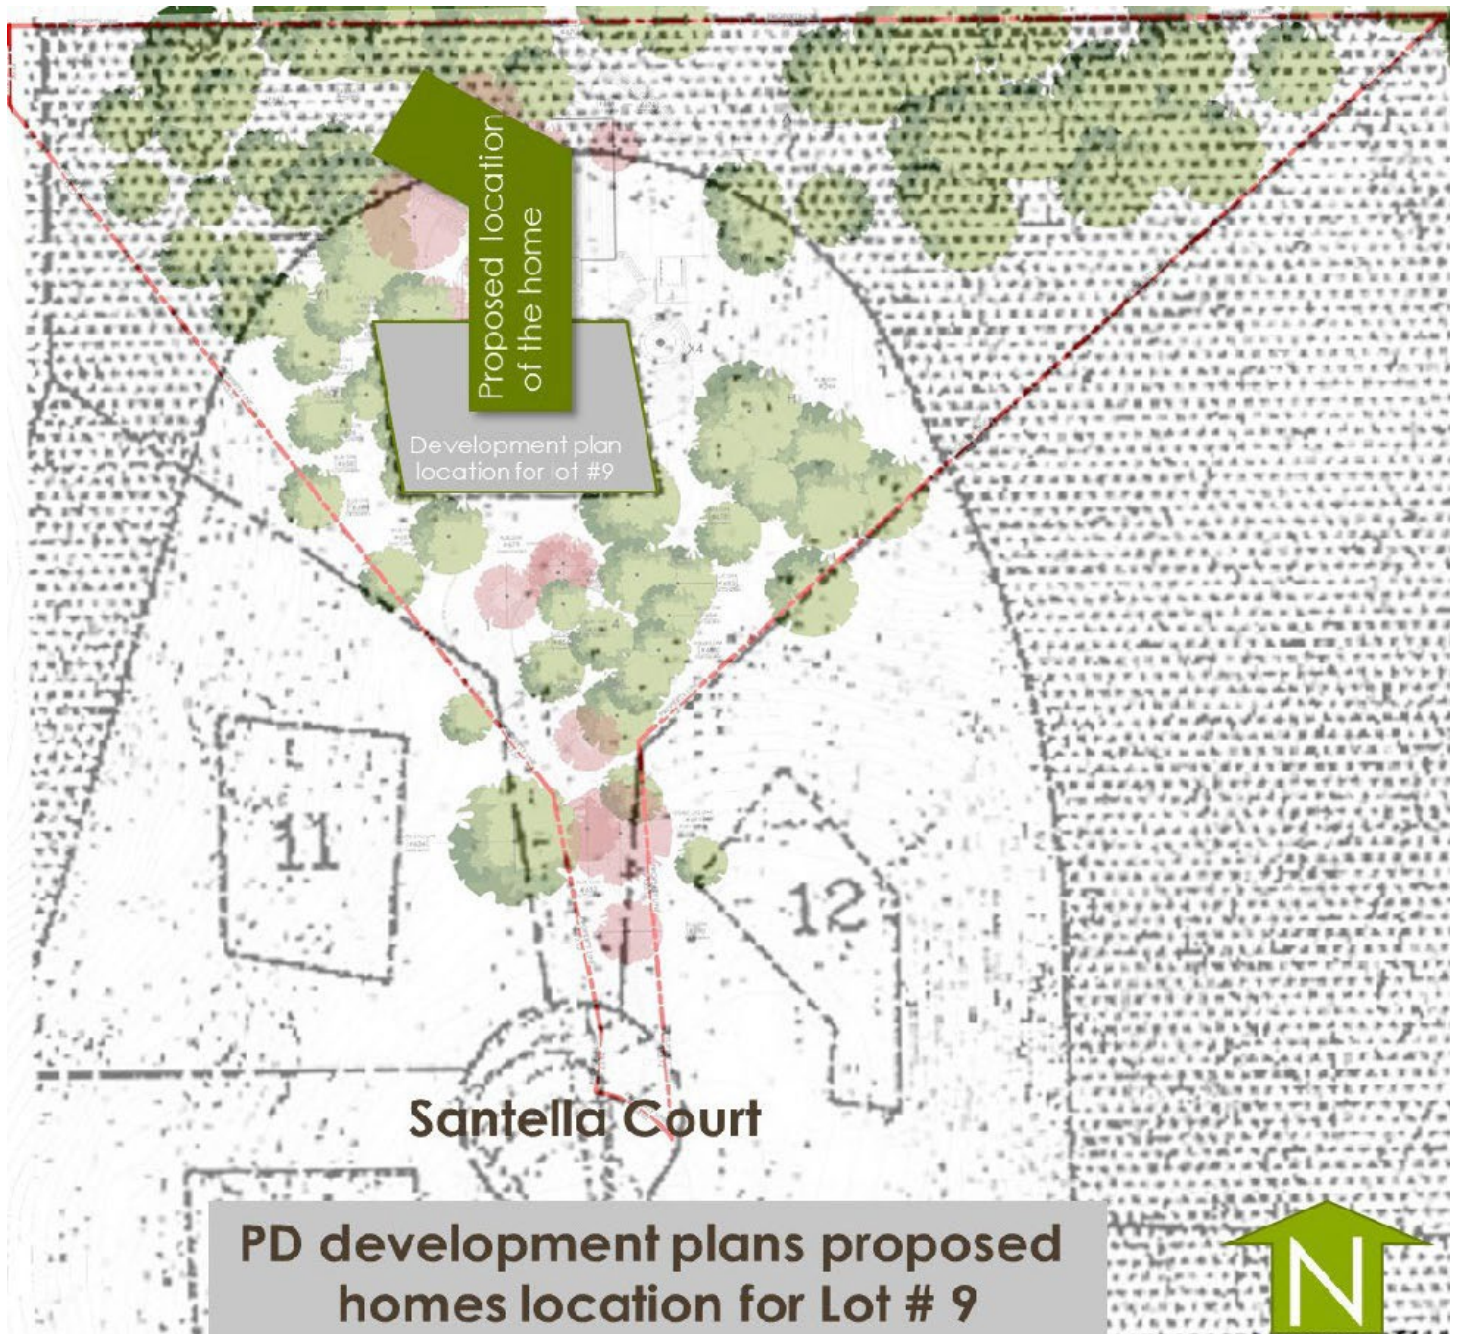 Proposed location
of the home
Development plan
location for lot #9
11
12
Santella Court
PD development plans proposed
homes location for Lot # 9
N